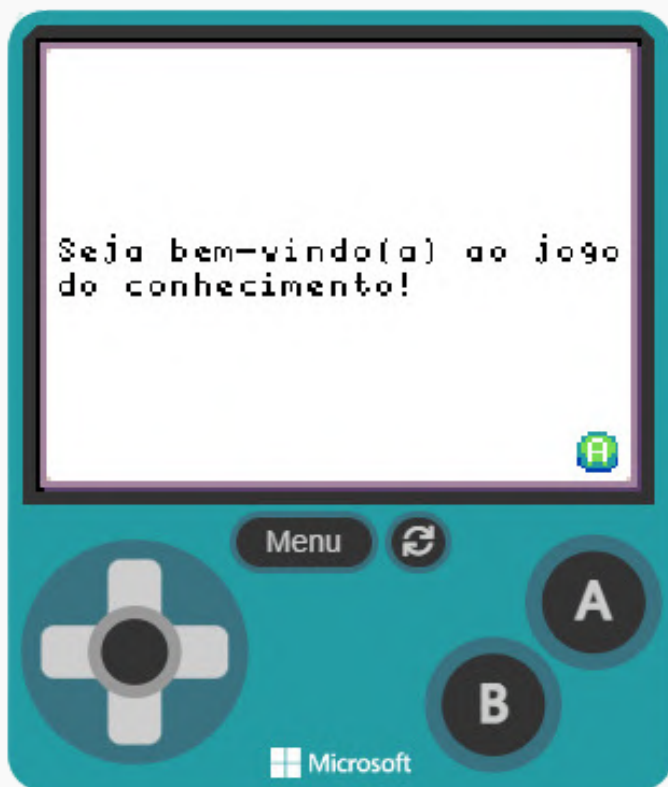 Seja bem-vindo(a) ao jogo
do conhecimento!
A
Menu
A
B
Microsoft